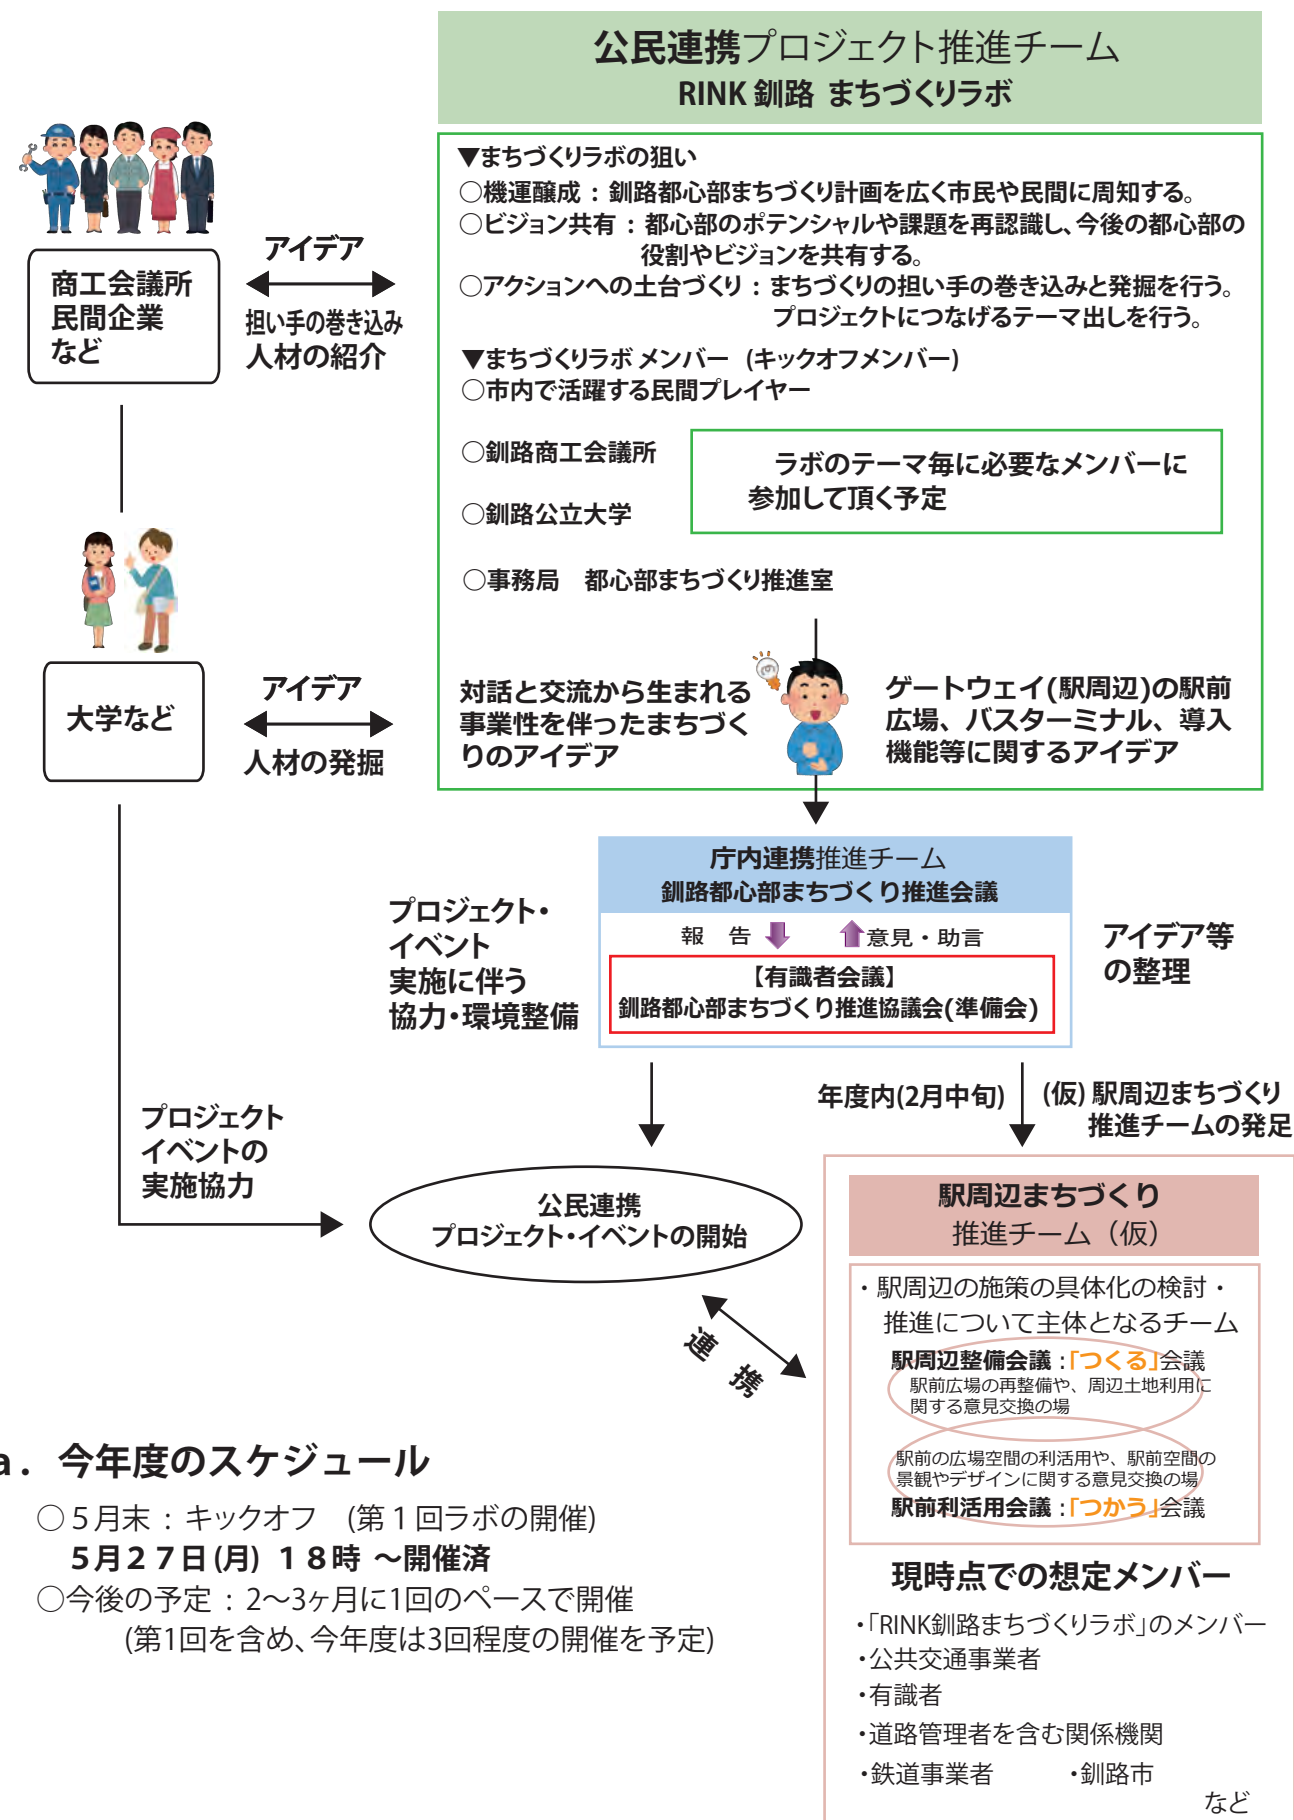 公民連携プロジェクト推進チーム
RINK 釧路 まちづくりラボ
▼まちづくりラボの狙い
○機運醸成：釧路都心部まちづくり計画を広く市民や民間に周知する。
○ビジョン共有：都心部のポテンシャルや課題を再認識し、今後の都心部の
役割やビジョンを共有する。
○アクションへの土台づくり：まちづくりの担い手の巻き込みと発掘を行う。
プロジェクトにつなげるテーマ出しを行う。
▼まちづくりラボ メンバー (キックオフメンバー)
○市内で活躍する民間プレイヤー
○釧路商工会議所
○釧路公立大学
○事務局　都心部まちづくり推進室
ラボのテーマ毎に必要なメンバーに
参加して頂く予定
商工会議所
民間企業
など
アイデア
担い手の巻き込み
人材の紹介
大学など
アイデア
人材の発掘
対話と交流から生まれる
事業性を伴ったまちづく
りのアイデア
ゲートウェイ(駅周辺)の駅前
広場、バスターミナル、導入
機能等に関するアイデア
庁内連携推進チーム
釧路都心部まちづくり推進会議
報　告
意見・助言
【有識者会議】
釧路都心部まちづくり推進協議会(準備会)
プロジェクト・
イベント
実施に伴う
協力・環境整備
アイデア等
の整理
年度内(2月中旬)
(仮) 駅周辺まちづくり
推進チームの発足
プロジェクト
イベントの
実施協力
公民連携
プロジェクト・イベントの開始
連　携
駅周辺まちづくり
推進チーム（仮）
・駅周辺の施策の具体化の検討・
推進について主体となるチーム
駅周辺整備会議：「つくる」会議
駅前広場の再整備や、周辺土地利用に
関する意見交換の場
駅前の広場空間の利活用や、駅前空間の
景観やデザインに関する意見交換の場
駅前利活用会議：「つかう」会議
現時点での想定メンバー
・「RINK釧路まちづくりラボ」のメンバー
・公共交通事業者
・有識者
・道路管理者を含む関係機関
・鉄道事業者　・釧路市
など
a．今年度のスケジュール
○５月末：キックオフ　(第１回ラボの開催)
５月２７日(月) １８時 ～開催済
○今後の予定：2～3ヶ月に1回のペースで開催
(第1回を含め、今年度は3回程度の開催を予定)